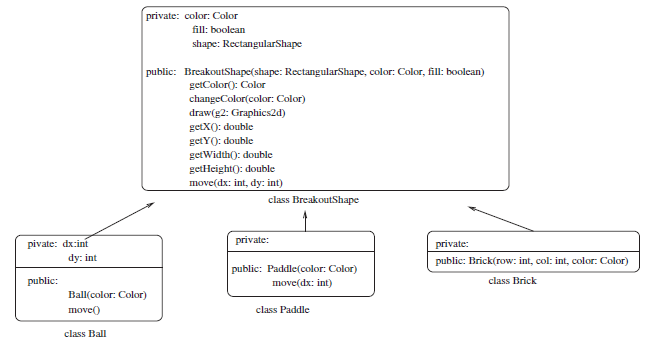 private: color: Color
fill: boolean
shape: RectangularShape
public: BreakoutShape(shape: RectangularShape, color: Color, fill: boolean)
getColor(): Color
changeColor(color: Color)
draw(g2: Graphics2d)
getX(): double
getY(): double
getWidth(): double
getHeight(): double
move(dx: int, dy: int)
class BreakoutShape
pivate: dx:int
dy: int
public:
Ball(color: Color)
move()
class Ball
private:
public: Paddle(color: Color)
move(dx: int)
class Paddle
private:
public: Brick(row: int, col: int, color: Color)
class Brick